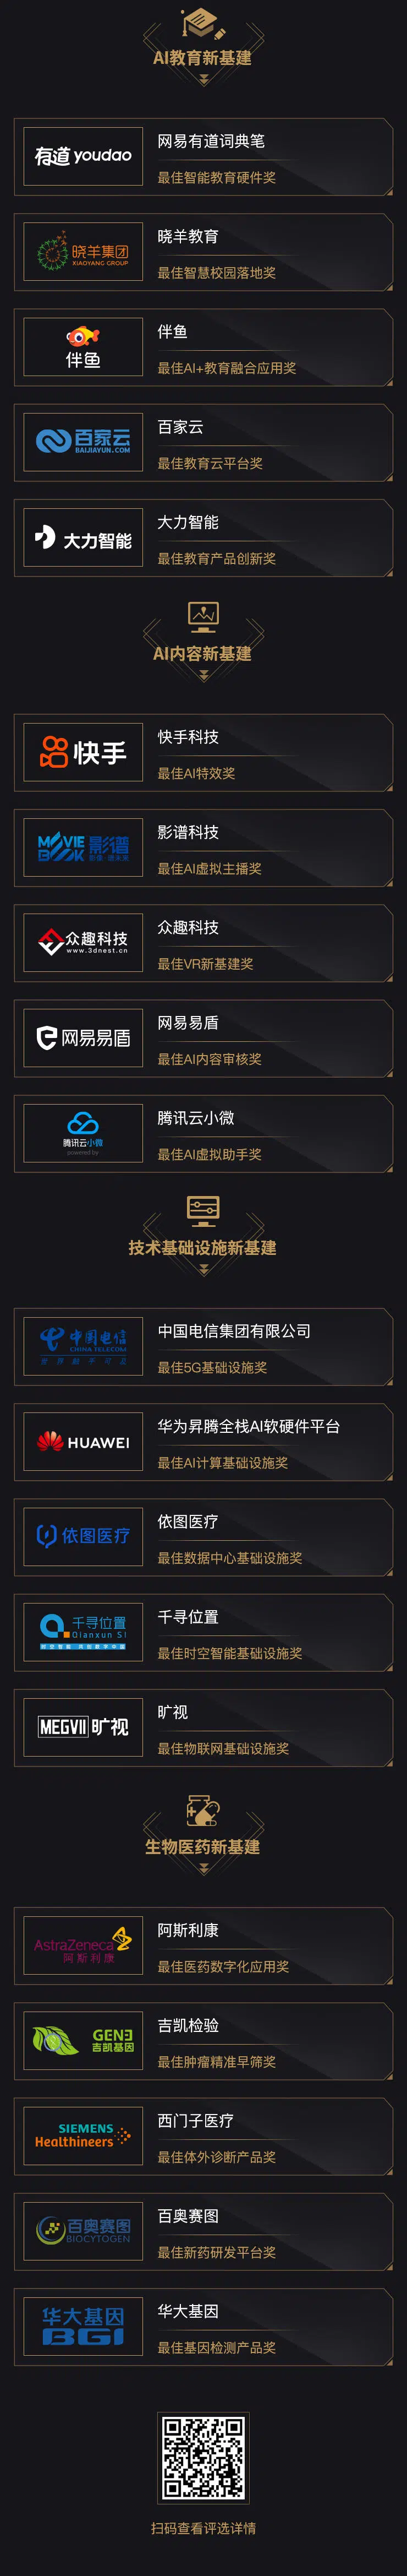 AI教育新基建
有道 youdao
网易有道词典笔
最佳智能教育硬件奖
晓羊集团
XIAOYANG GROUP
晓羊教育
最佳智慧校园落地奖
伴鱼
伴鱼
最佳AI+教育融合应用奖
百家云
BAIJIAYUN.COM
百家云
最佳教育云平台奖
大力智能
大力智能
最佳教育产品创新奖
AI内容新基建
快手
快手科技
最佳AI特效奖
MOVIE
BOOK
影谱
影谱科技
最佳AI虚拟主播奖
众趣科技
www.3dnest.cn
众趣科技
最佳VR新基建奖
网易易盾
网易易盾
最佳AI内容审核奖
腾讯云小微
powered by
腾讯云小微
最佳AI虚拟助手奖
技术基础设施新基建
中国电信
CHINA TELECOM
世界触手可及
中国电信集团有限公司
最佳5G基础设施奖
HUAWEI
华为昇腾全栈AI软硬件平台
最佳AI计算基础设施奖
依图医疗
依图医疗
最佳数据中心基础设施奖
千寻位置
Qianxun SI
时空智能 共创数字中国
千寻位置
最佳时空智能基础设施奖
MEGVII 旷视
旷视
最佳物联网基础设施奖
生物医药新基建
AstraZeneca
阿斯利康
阿斯利康
最佳医药数字化应用奖
GENE
吉凯基因
吉凯检验
最佳肿瘤精准早筛奖
SIEMENS
Healthineers
西门子医疗
最佳体外诊断产品奖
百奥赛图
BIOCYTOGEN
百奥赛图
最佳新药研发平台奖
华大基因
BGI
华大基因
最佳基因检测产品奖
扫码查看评选详情